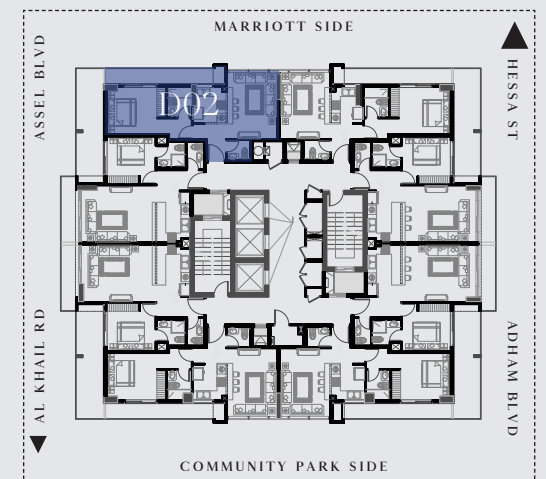 MARRIOTT SIDE
ASSEL BLVD
HESSA ST
D02
AL KHAIL RD
ADHAM BLVD
COMMUNITY PARK SIDE